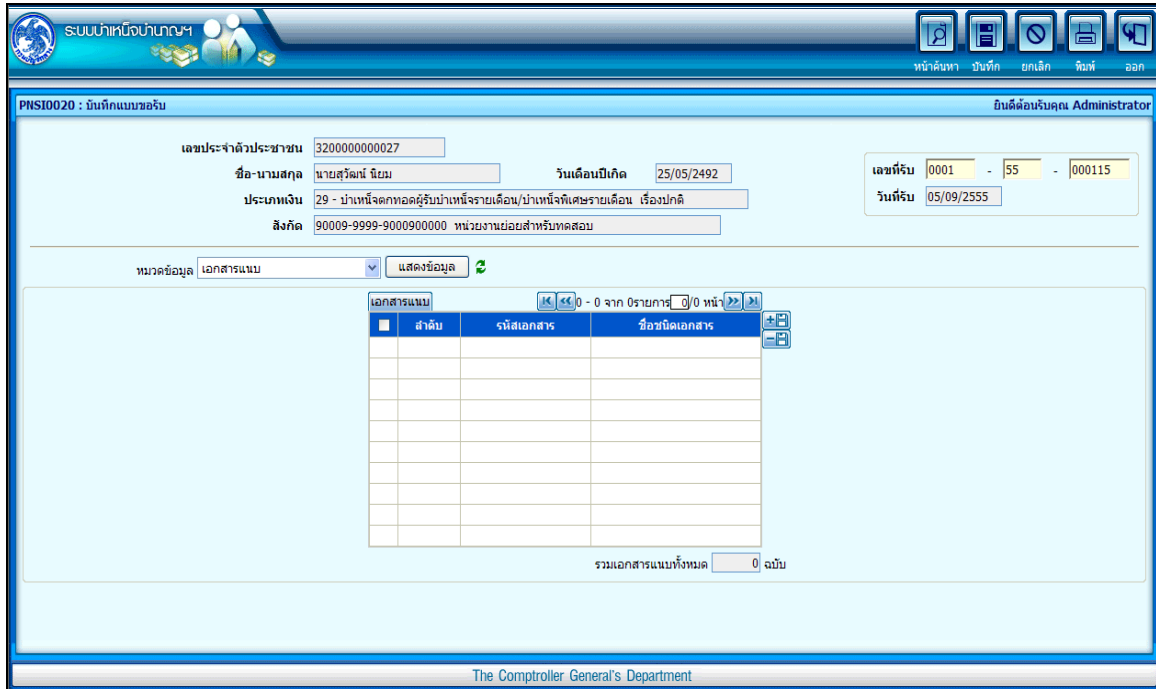 ระบบบำเหน็จบำนาญฯ
หน้าค้นหา บันทึก ยกเลิก พิมพ์ ออก
PNSI0020 : บันทึกแบบขอรับ ยินดีต้อนรับคุณ Administrator
เลขประจำตัวประชาชน 3200000000027
ชื่อ-นามสกุล นายสุวัฒน์ นิยม วันเดือนปีเกิด 25/05/2492 เลขที่รับ 0001 - 55 - 000115
ประเภทเงิน 29 - บำเหน็จตกทอดผู้รับบำเหน็จรายเดือน/บำเหน็จพิเศษรายเดือน เรื่องปกติ วันที่รับ 05/09/2555
สังกัด 90009-9999-9000900000 หน่วยงานย่อยสำหรับทดสอบ
หมวดข้อมูล เอกสารแนบ แสดงข้อมูล
เอกสารแนบ 0 - 0 จาก 0รายการ 0/0 หน้า
ลำดับ รหัสเอกสาร ชื่อชนิดเอกสาร
รวมเอกสารแนบทั้งหมด 0 ฉบับ
The Comptroller General's Department